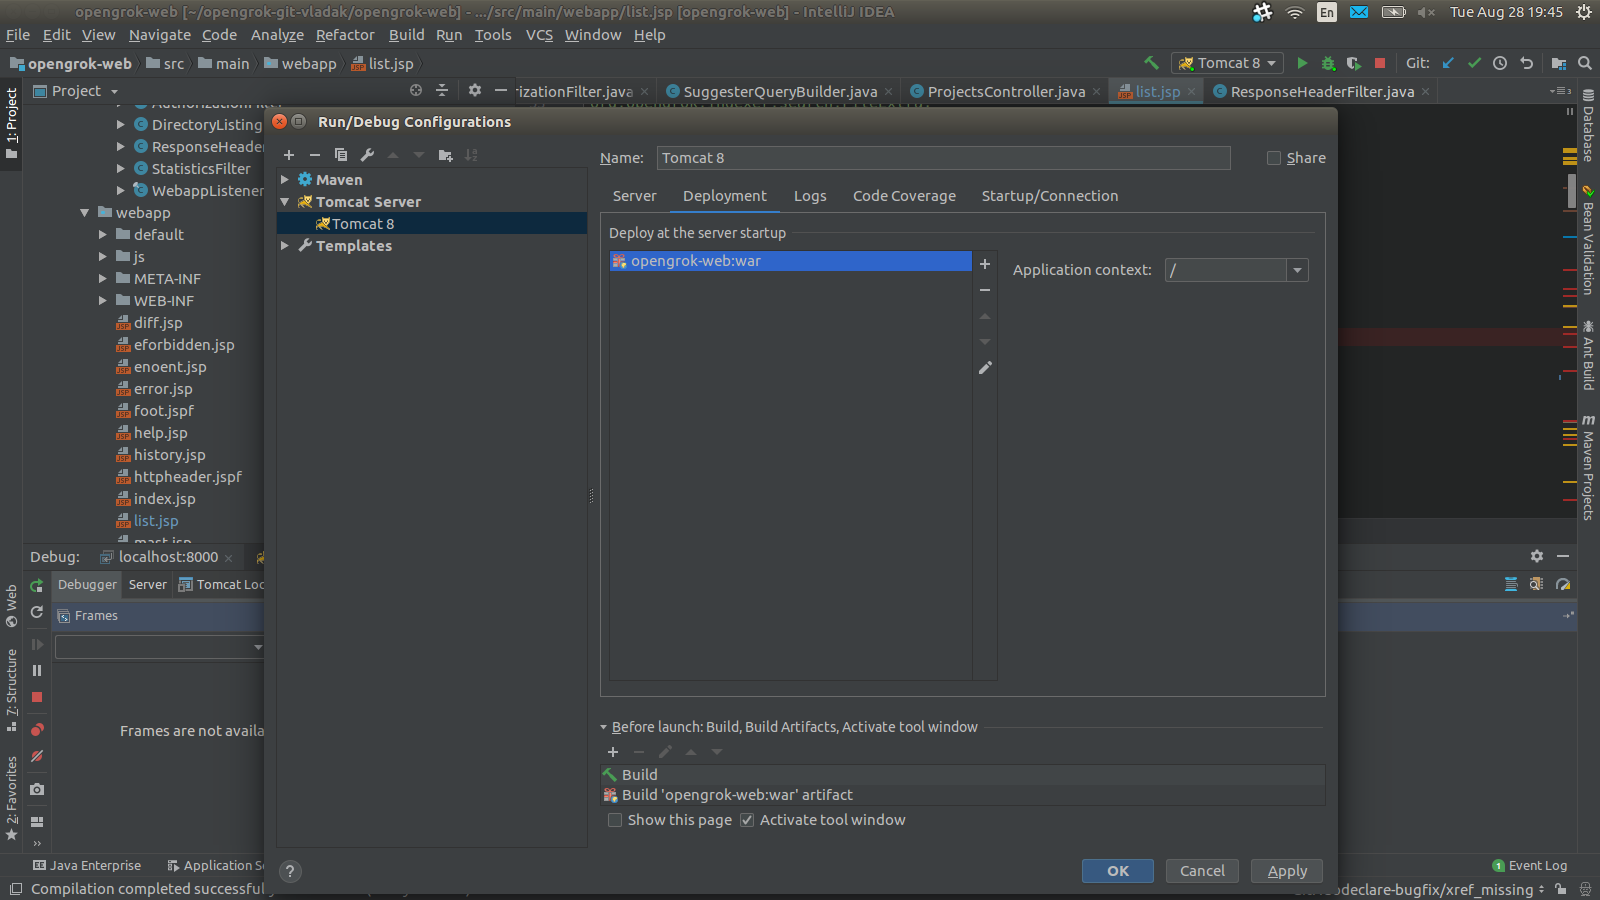 opengrok-web [~/opengrok-git-vladak/opengrok-web] - .../src/main/webapp/list.jsp [opengrok-web] - IntelliJ IDEA
En
Tue Aug 28 19:45
File Edit View Navigate Code Analyze Refactor Build Run Tools VCS Window Help
opengrok-web src main webapp list.jsp
Tomcat 8
Git:
Project
rizationFilter.java
SuggesterQueryBuilder.java
ProjectsController.java
list.jsp
ResponseHeaderFilter.java
1: Project
DirectoryListing
ResponseHeader
StatisticsFilter
WebappListener
webapp
default
js
META-INF
WEB-INF
diff.jsp
eforbidden.jsp
enoent.jsp
error.jsp
foot.jspf
help.jsp
history.jsp
httpheader.jspf
index.jsp
list.jsp
Run/Debug Configurations
Maven
Tomcat Server
Tomcat 8
Templates
Name: Tomcat 8
Share
Server Deployment Logs Code Coverage Startup/Connection
Deploy at the server startup
opengrok-web:war
Application context: /
Before launch: Build, Build Artifacts, Activate tool window
Build
Build 'opengrok-web:war' artifact
Show this page Activate tool window
? OK Cancel Apply
Database
Bean Validation
Ant Build
Maven Projects
Debug: localhost:8000
Debugger Server Tomcat Loc
Frames
Frames are not availa
Web
7: Structure
2: Favorites
Java Enterprise
Application Se
1 Event Log
Compilation completed successful
declare-bugfix/xref_missing